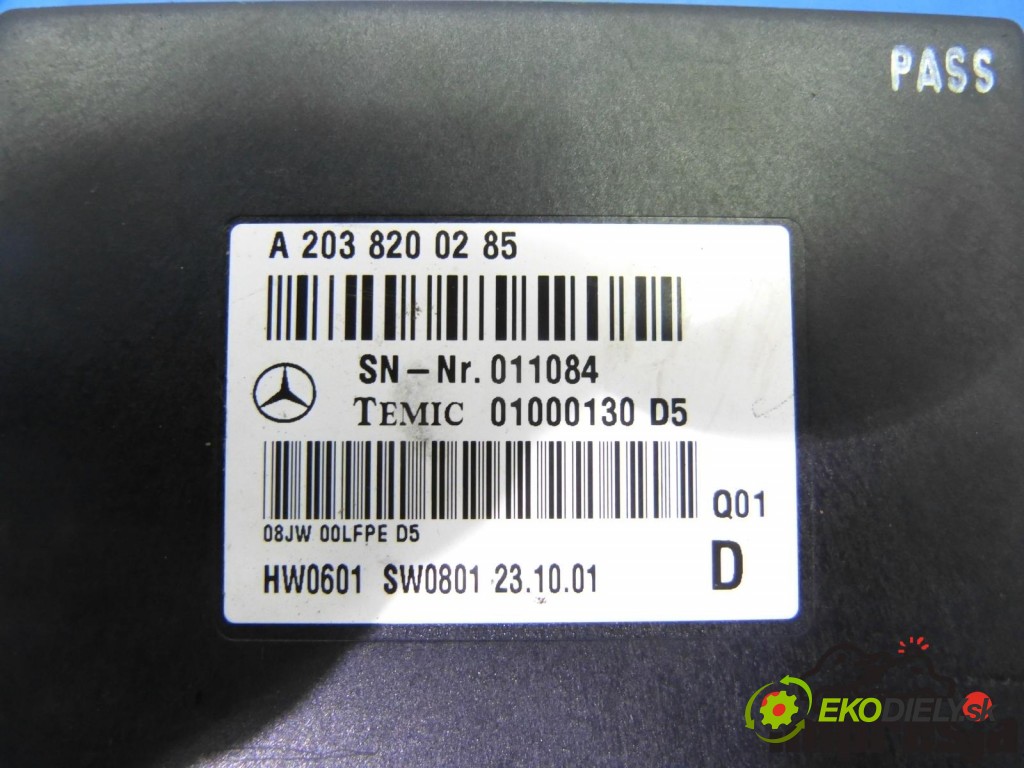 PASS
A 203 820 02 85
SN-Nr. 011084
TEMIC 01000130 D5
Q01
08JW 00LFPE D5
HW0601 SW0801 23.10.01
D
EKODIELY.sk